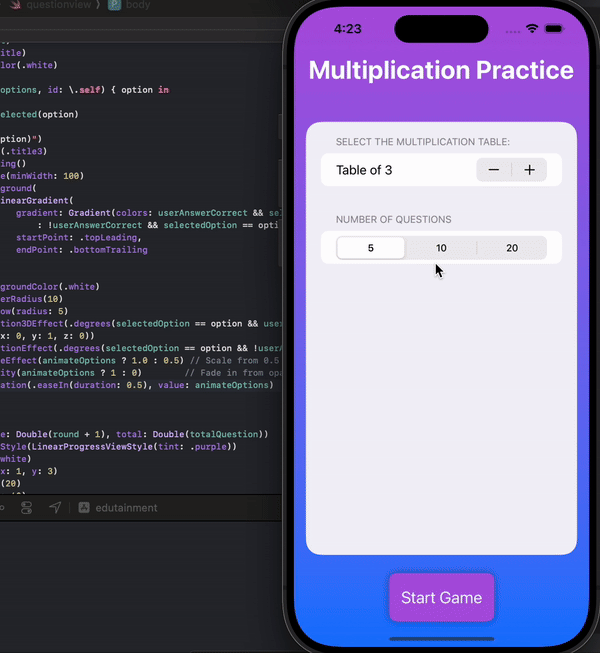 questionview 〉 body
4:23
Multiplication Practice
SELECT THE MULTIPLICATION TABLE:
Table of 3
− +
NUMBER OF QUESTIONS
5 10 20
Start Game
()
itle)
lor(.white)
options, id: \.self) { option in
elected(option)
ption)")
(.title3)
ing()
e(minWidth: 100)
ground(
inearGradient(
gradient: Gradient(colors: userAnswerCorrect && se
: !userAnswerCorrect && selectedOption == opti
startPoint: .topLeading,
endPoint: .bottomTrailing
groundColor(.white)
erRadius(10)
ow(radius: 5)
tion3DEffect(.degrees(selectedOption == option && use
x: 0, y: 1, z: 0))
tionEffect(.degrees(selectedOption == option && !user
eEffect(animateOptions ? 1.0 : 0.5) // Scale from 0.5
ity(animateOptions ? 1 : 0) // Fade in from opa
ation(.easeIn(duration: 0.5), value: animateOptions)
e: Double(round + 1), total: Double(totalQuestion))
Style(LinearProgressViewStyle(tint: .purple))
white)
x: 1, y: 3)
(20)
edutainment